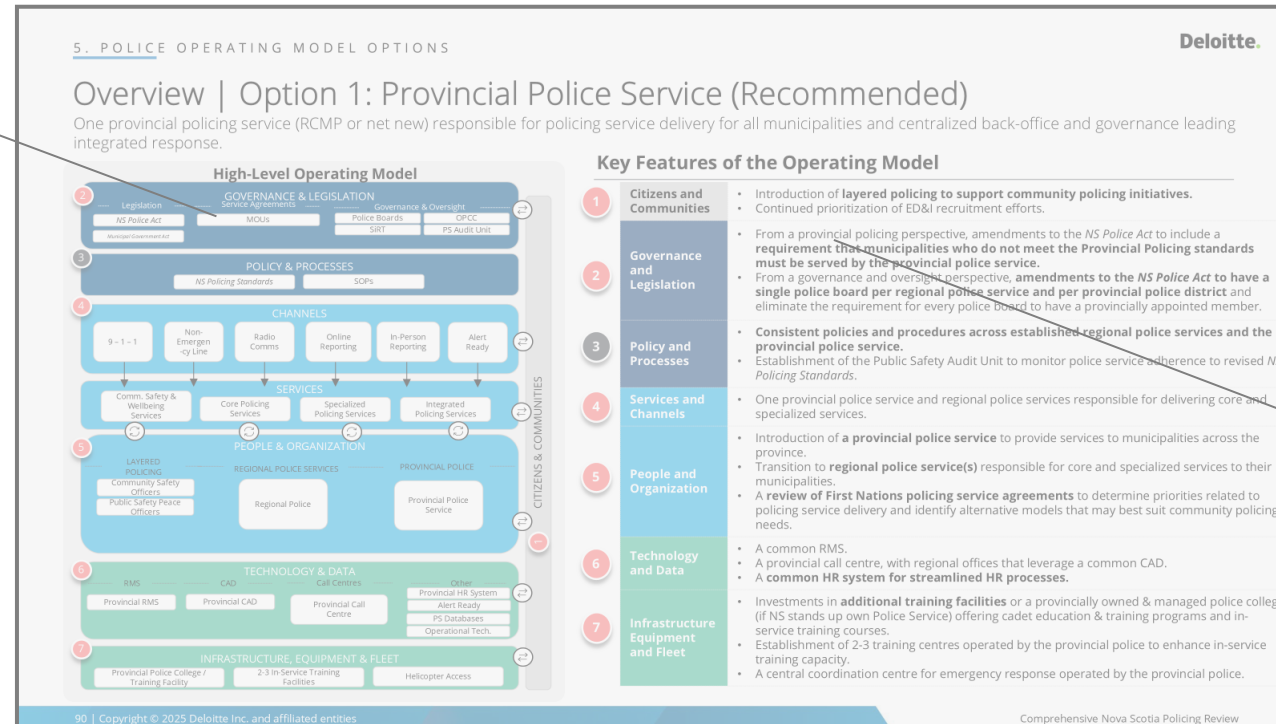 5. POLICE OPERATING MODEL OPTIONS
Deloitte.
Overview | Option 1: Provincial Police Service (Recommended)
One provincial policing service (RCMP or net new) responsible for policing service delivery for all municipalities and centralized back-office and governance leading
integrated response.
High-Level Operating Model
2
GOVERNANCE & LEGISLATION
Legislation
Service Agreements
Governance & Oversight
NS Police Act
MOUs
Police Boards
OPCC
Municipal Government Act
SiRT
PS Audit Unit
3
POLICY & PROCESSES
NS Policing Standards
SOPs
4
CHANNELS
9 – 1 – 1
Non-
Emergen
-cy Line
Radio
Comms
Online
Reporting
In-Person
Reporting
Alert
Ready
SERVICES
Comm. Safety &
Wellbeing
Services
Core Policing
Services
Specialized
Policing Services
Integrated
Policing Services
5
PEOPLE & ORGANIZATION
LAYERED
POLICING
REGIONAL POLICE SERVICES
PROVINCIAL POLICE
Community Safety
Officers
Public Safety Peace
Officers
Regional Police
Provincial Police
Service
CITIZENS & COMMUNITIES
1
6
TECHNOLOGY & DATA
RMS
CAD
Call Centres
Other
Provincial RMS
Provincial CAD
Provincial Call
Centre
Provincial HR System
Alert Ready
PS Databases
Operational Tech.
7
INFRASTRUCTURE, EQUIPMENT & FLEET
Provincial Police College /
Training Facility
2-3 In-Service Training
Facilities
Helicopter Access
Key Features of the Operating Model
1
Citizens and
Communities
• Introduction of layered policing to support community policing initiatives.
• Continued prioritization of ED&I recruitment efforts.
2
Governance
and
Legislation
• From a provincial policing perspective, amendments to the NS Police Act to include a
requirement that municipalities who do not meet the Provincial Policing standards
must be served by the provincial police service.
• From a governance and oversight perspective, amendments to the NS Police Act to have a
single police board per regional police service and per provincial police district and
eliminate the requirement for every police board to have a provincially appointed member.
3
Policy and
Processes
• Consistent policies and procedures across established regional police services and the
provincial police service.
• Establishment of the Public Safety Audit Unit to monitor police service adherence to revised N
Policing Standards.
4
Services and
Channels
• One provincial police service and regional police services responsible for delivering core and
specialized services.
5
People and
Organization
• Introduction of a provincial police service to provide services to municipalities across the
province.
• Transition to regional police service(s) responsible for core and specialized services to their
municipalities.
• A review of First Nations policing service agreements to determine priorities related to
policing service delivery and identify alternative models that may best suit community policing
needs.
6
Technology
and Data
• A common RMS.
• A provincial call centre, with regional offices that leverage a common CAD.
• A common HR system for streamlined HR processes.
7
Infrastructure
Equipment
and Fleet
• Investments in additional training facilities or a provincially owned & managed police colleg
(if NS stands up own Police Service) offering cadet education & training programs and in-
service training courses.
• Establishment of 2-3 training centres operated by the provincial police to enhance in-service
training capacity.
• A central coordination centre for emergency response operated by the provincial police.
90 | Copyright © 2025 Deloitte Inc. and affiliated entities
Comprehensive Nova Scotia Policing Review